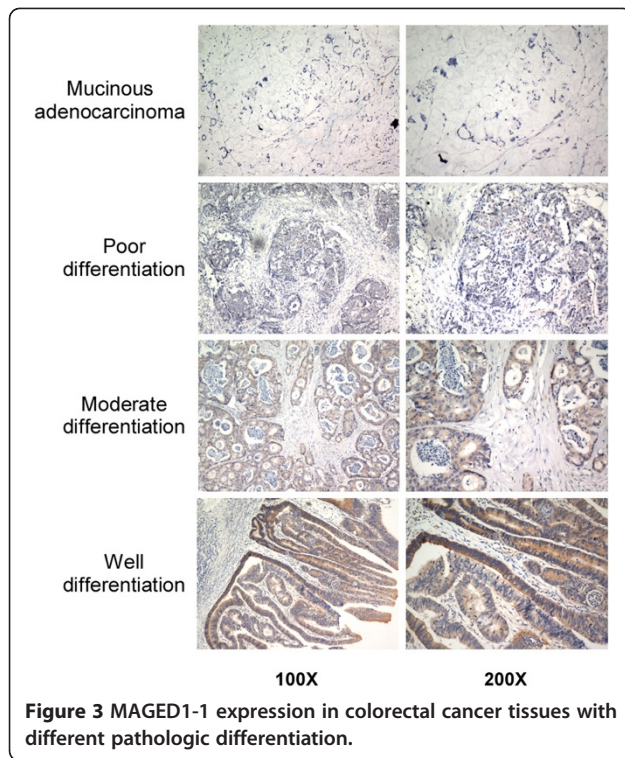 Mucinous
adenocarcinoma
Poor
differentiation
Moderate
differentiation
Well
differentiation
100X
200X
Figure 3 MAGED1-1 expression in colorectal cancer tissues with
different pathologic differentiation.